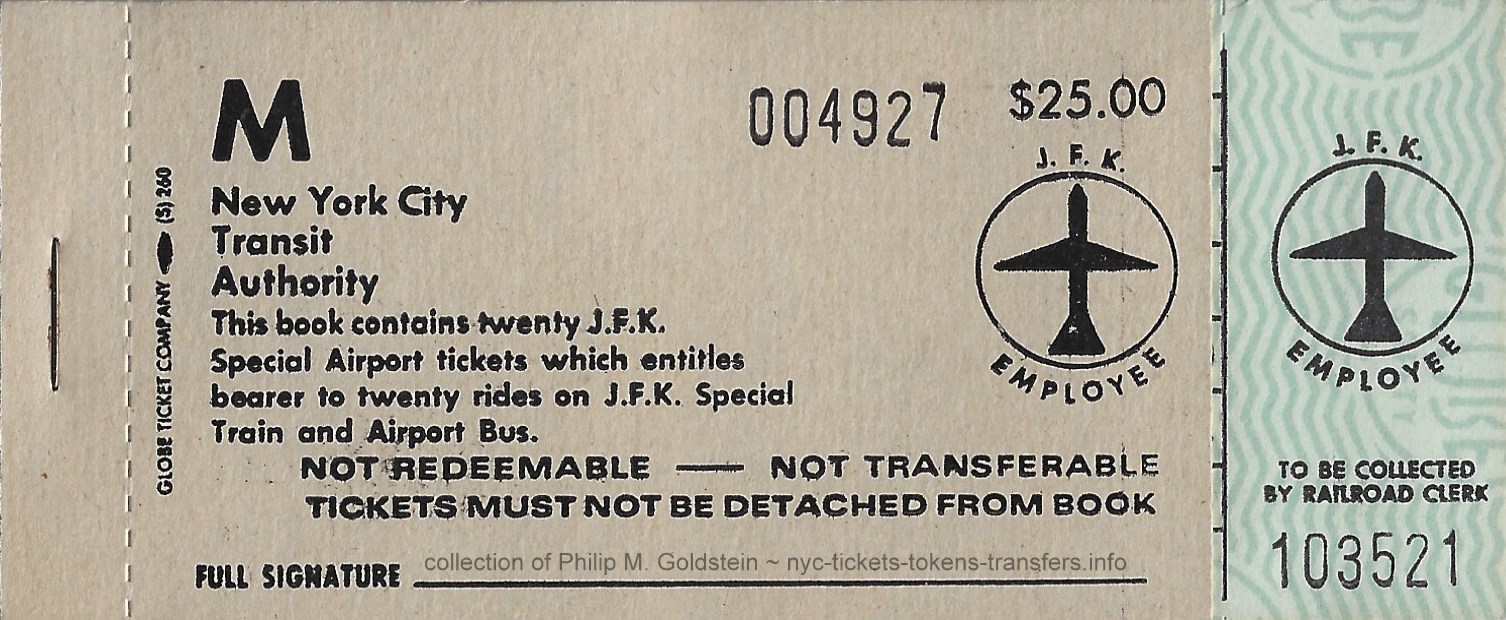 M
004927
$25.00
J. F. K.
EMPLOYEE
New York City
Transit
Authority
This book contains twenty J.F.K.
Special Airport tickets which entitles
bearer to twenty rides on J.F.K. Special
Train and Airport Bus.
NOT REDEEMABLE — NOT TRANSFERABLE
TICKETS MUST NOT BE DETACHED FROM BOOK
FULL SIGNATURE
collection of Philip M. Goldstein ~ nyc-tickets-tokens-transfers.info
GLOBE TICKET COMPANY (S) 260
J. F. K.
EMPLOYEE
TO BE COLLECTED
BY RAILROAD CLERK
103521